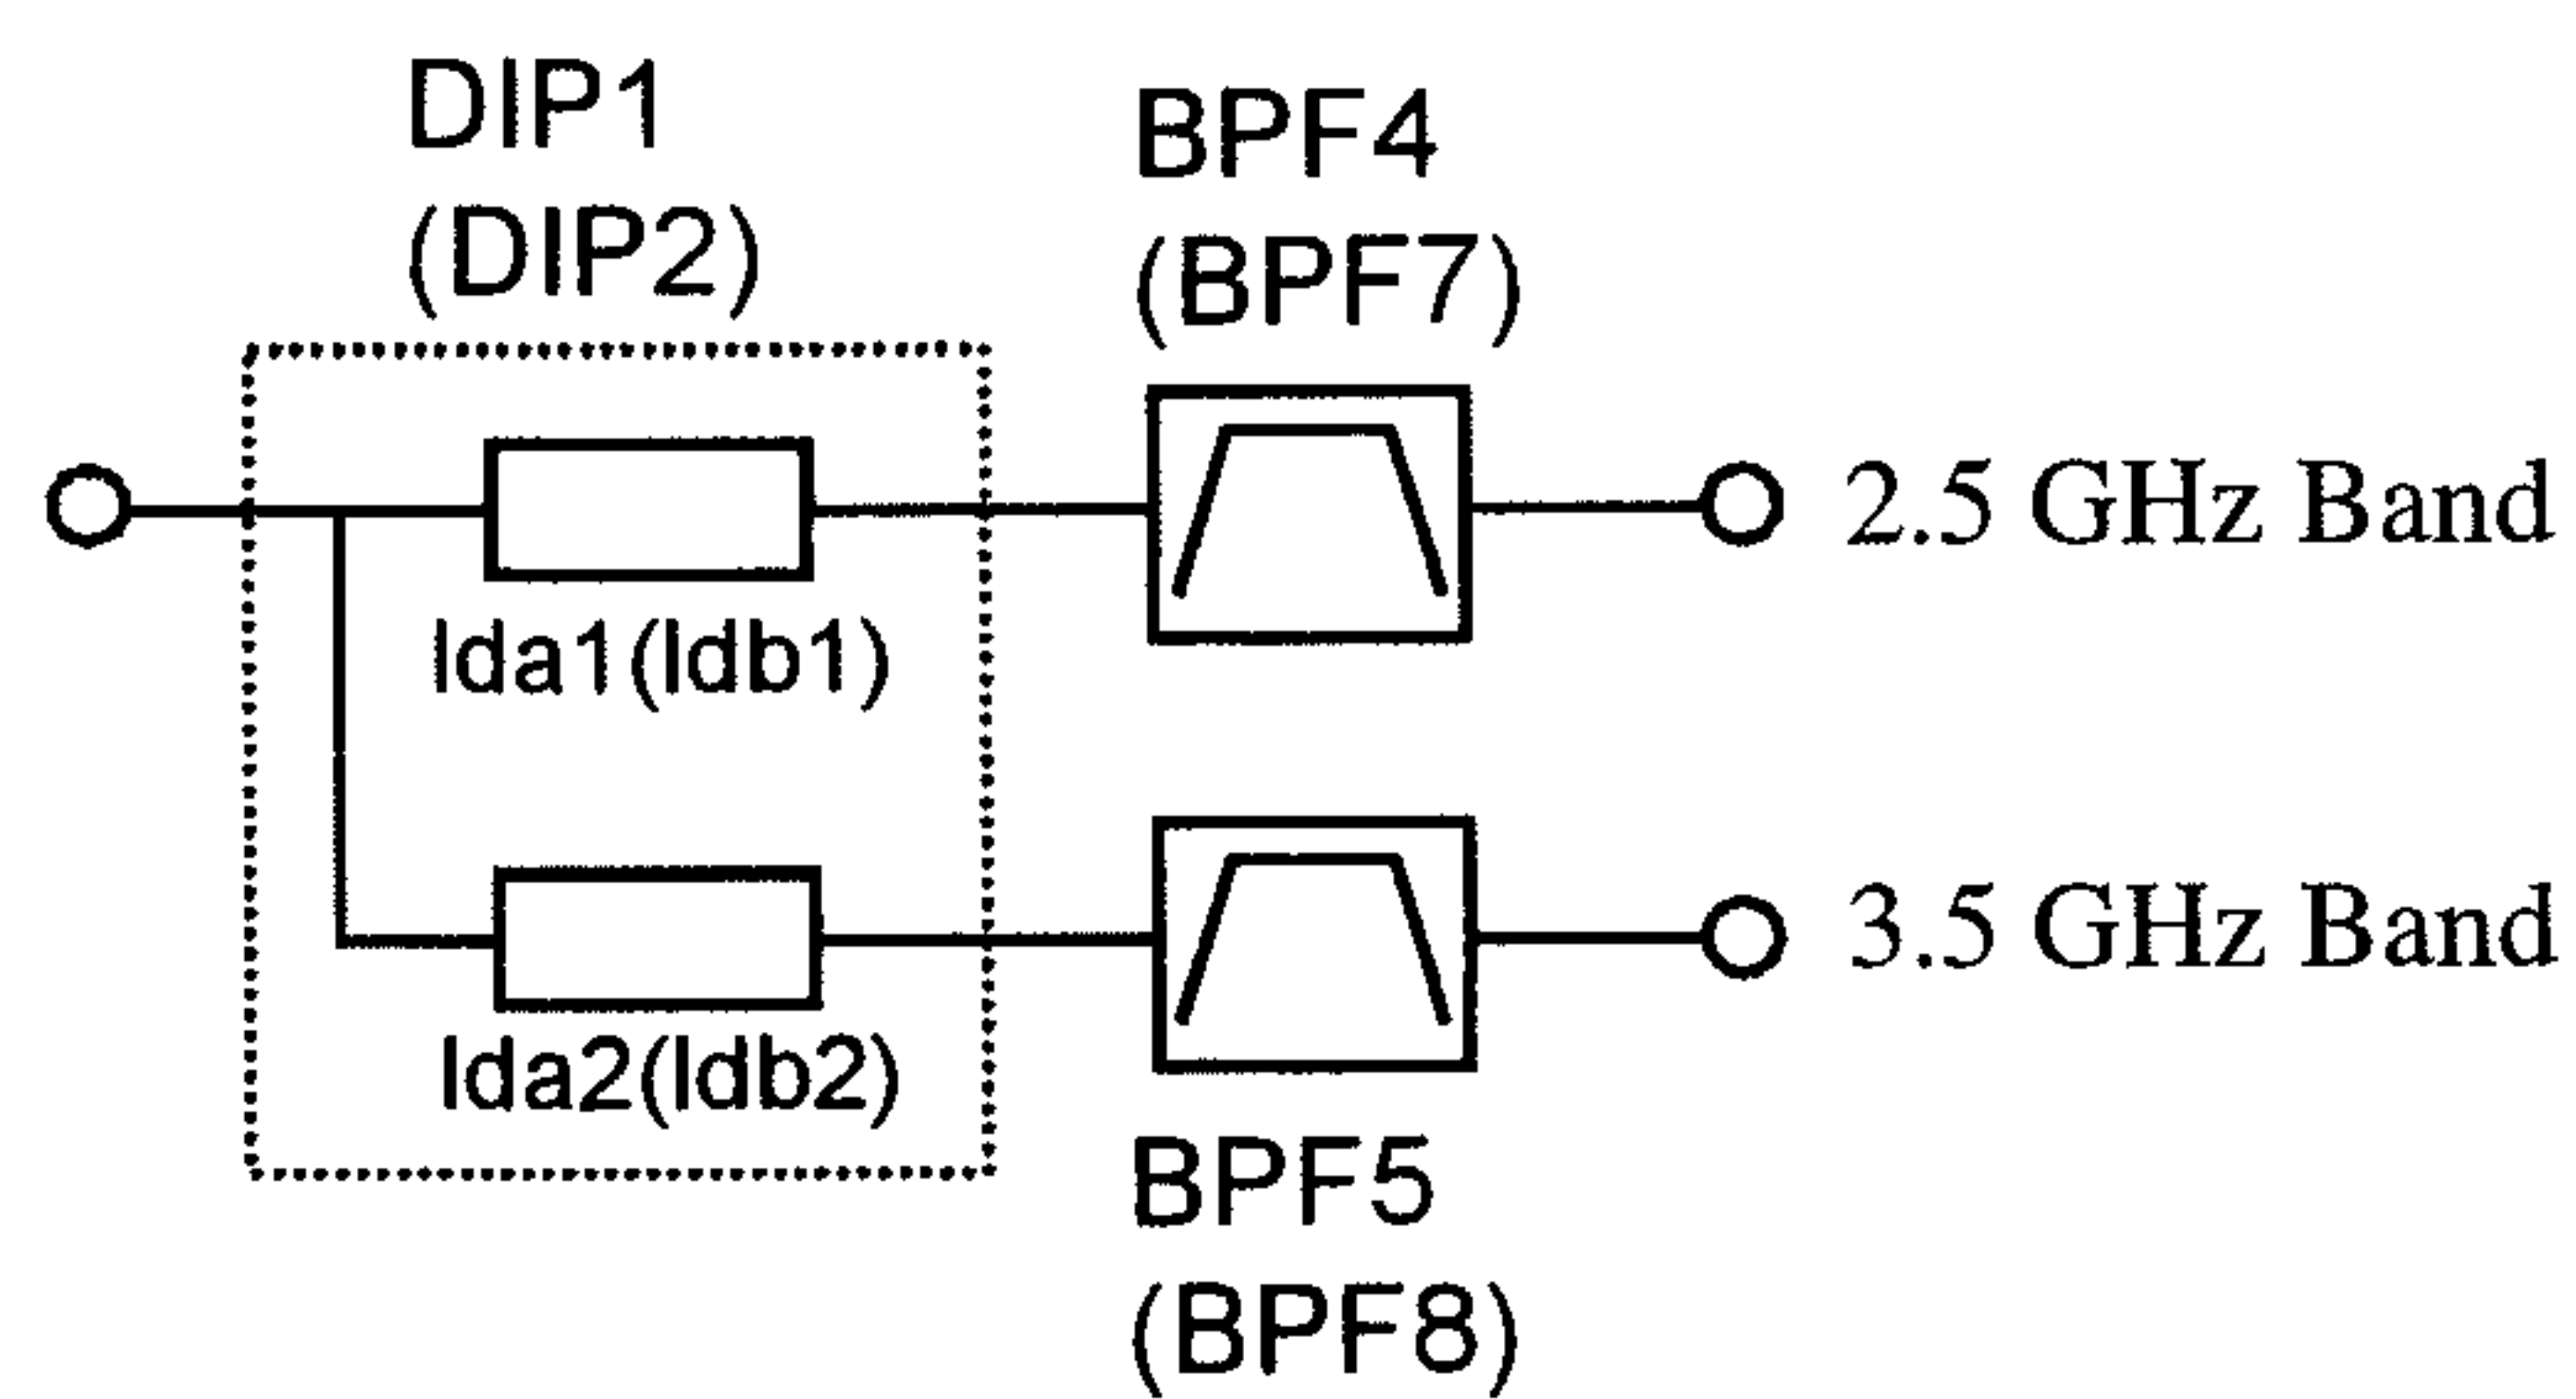 DIP1
(DIP2)
BPF4
(BPF7)
2.5 GHz Band
lda1(ldb1)
3.5 GHz Band
lda2(ldb2)
BPF5
(BPF8)